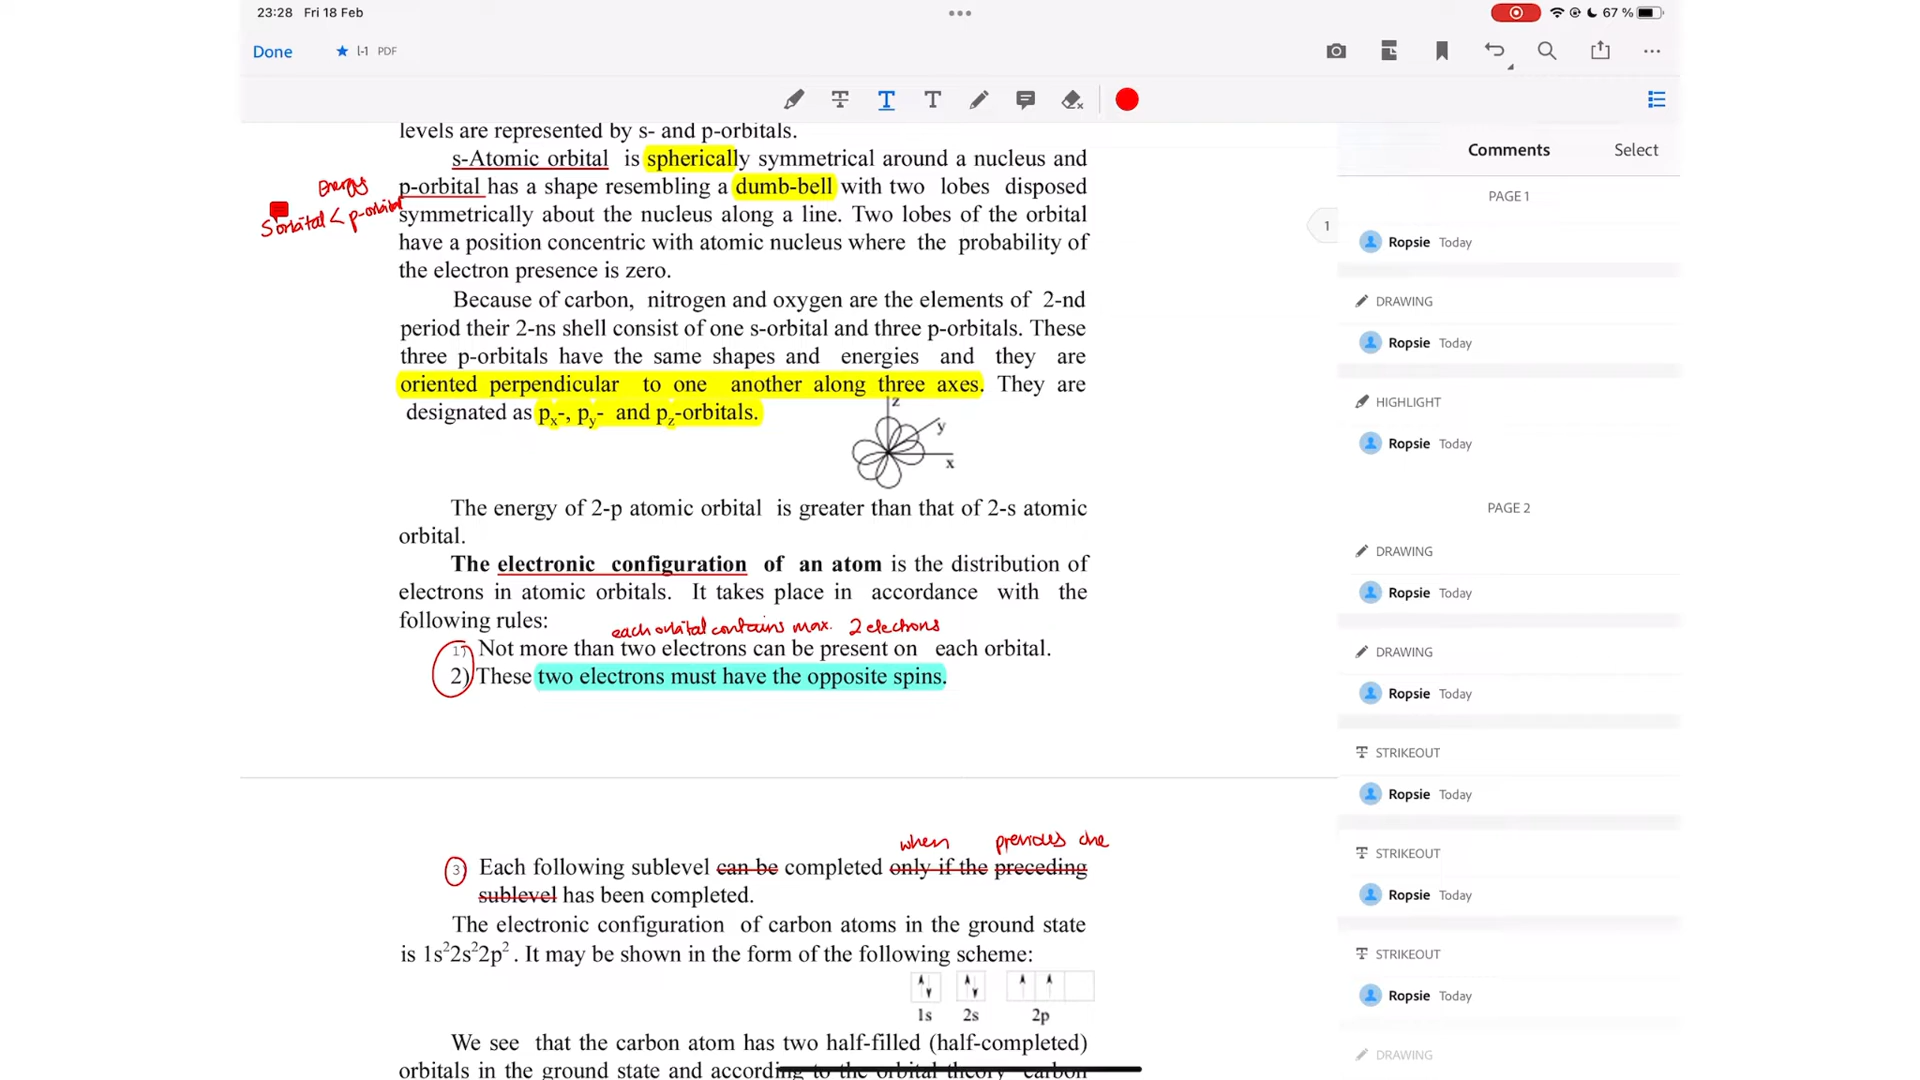 23:28 Fri 18 Feb
67 %
Done
l-1 PDF
levels are represented by s- and p-orbitals.
s-Atomic orbital is spherically symmetrical around a nucleus and
p-orbital has a shape resembling a dumb-bell with two lobes disposed
symmetrically about the nucleus along a line. Two lobes of the orbital
have a position concentric with atomic nucleus where the probability of
the electron presence is zero.
Energy
S orbital < p-orbital
1
Because of carbon, nitrogen and oxygen are the elements of 2-nd
period their 2-ns shell consist of one s-orbital and three p-orbitals. These
three p-orbitals have the same shapes and energies and they are
oriented perpendicular to one another along three axes. They are
designated as px-, py- and pz-orbitals.
z
y
x
The energy of 2-p atomic orbital is greater than that of 2-s atomic
orbital.
The electronic configuration of an atom is the distribution of
electrons in atomic orbitals. It takes place in accordance with the
following rules:
each orbital contains max. 2 electrons
1) Not more than two electrons can be present on each orbital.
2) These two electrons must have the opposite spins.
when previous one
3 Each following sublevel can be completed only if the preceding
sublevel has been completed.
The electronic configuration of carbon atoms in the ground state
is 1s²2s²2p². It may be shown in the form of the following scheme:
1s 2s 2p
We see that the carbon atom has two half-filled (half-completed)
orbitals in the ground state and according to the orbital theory carbon
Comments Select
PAGE 1
Ropsie Today
DRAWING
Ropsie Today
HIGHLIGHT
Ropsie Today
PAGE 2
DRAWING
Ropsie Today
DRAWING
Ropsie Today
STRIKEOUT
Ropsie Today
STRIKEOUT
Ropsie Today
STRIKEOUT
Ropsie Today
DRAWING